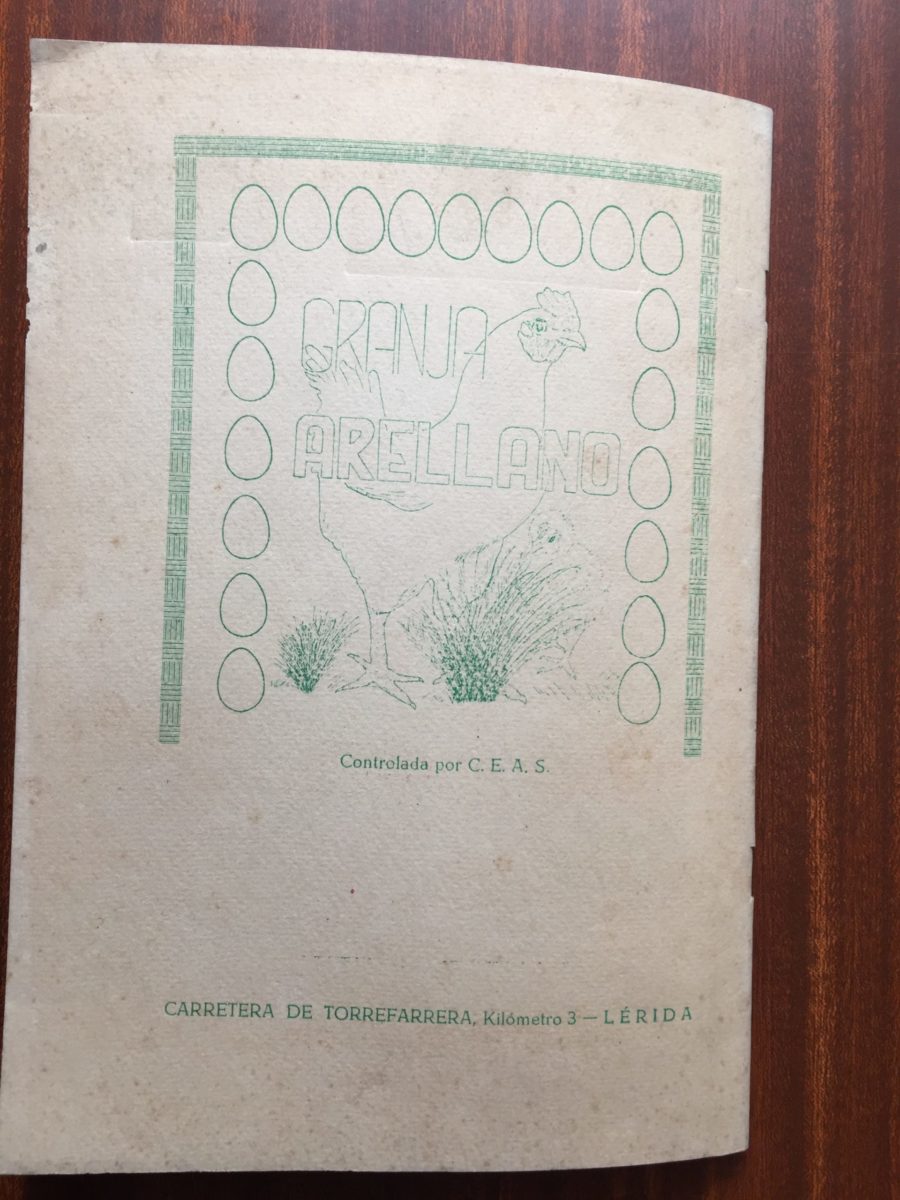 GRANJA
ARELLANO
Controlada por C. E. A. S.
CARRETERA DE TORREFARRERA, Kilómetro 3 — LÉRIDA